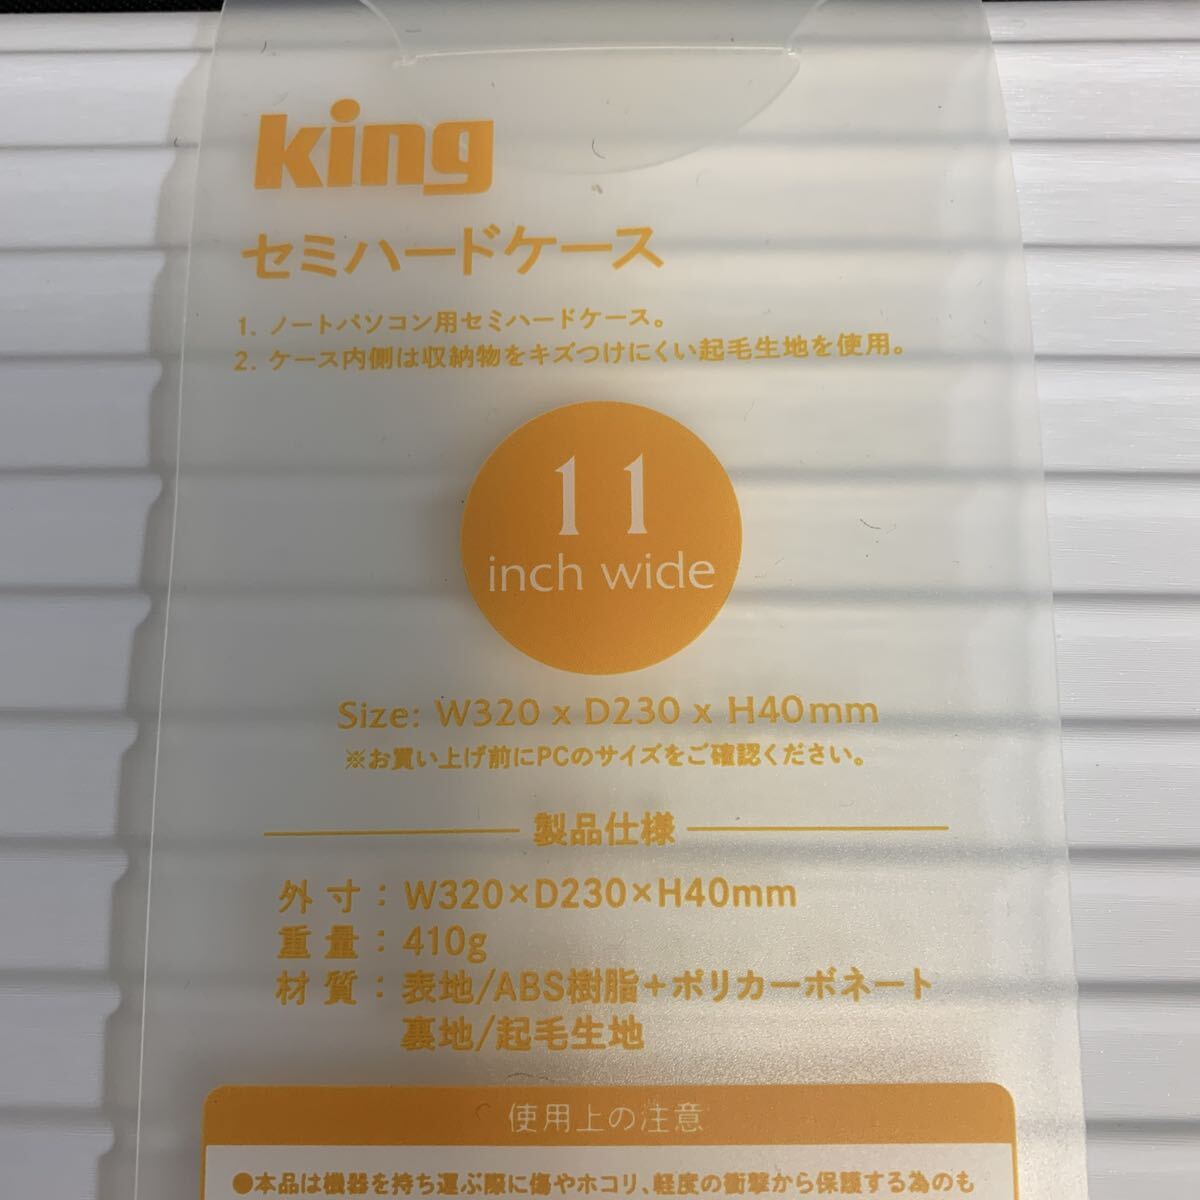 king
セミハードケース
1. ノートパソコン用セミハードケース。
2. ケース内側は収納物をキズつけにくい起毛生地を使用。
11
inch wide
Size: W320 x D230 x H40mm
※お買い上げ前にPCのサイズをご確認ください。
製品仕様
外寸：W320×D230×H40mm
重量：410g
材質：表地/ABS樹脂+ポリカーボネート
裏地/起毛生地
使用上の注意
●本品は機器を持ち運ぶ際に傷やホコリ、軽度の衝撃から保護する為のも